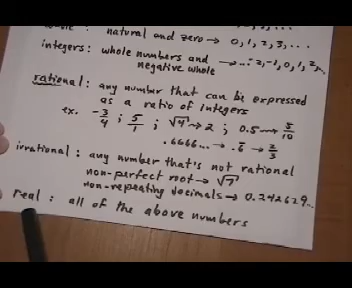 natural and zero → 0, 1, 2, 3, ...
integers: whole numbers and → ...-2, -1, 0, 1, 2, ...
negative whole
rational: any number that can be expressed
as a ratio of integers
ex. -3/4 ; 5/1 ; √4 → 2 ; 0.5 → 5/10
.6666... → .6̅ → 2/3
irrational: any number that's not rational
non-perfect root → √7
non-repeating decimals → 0.242629...
real: all of the above numbers